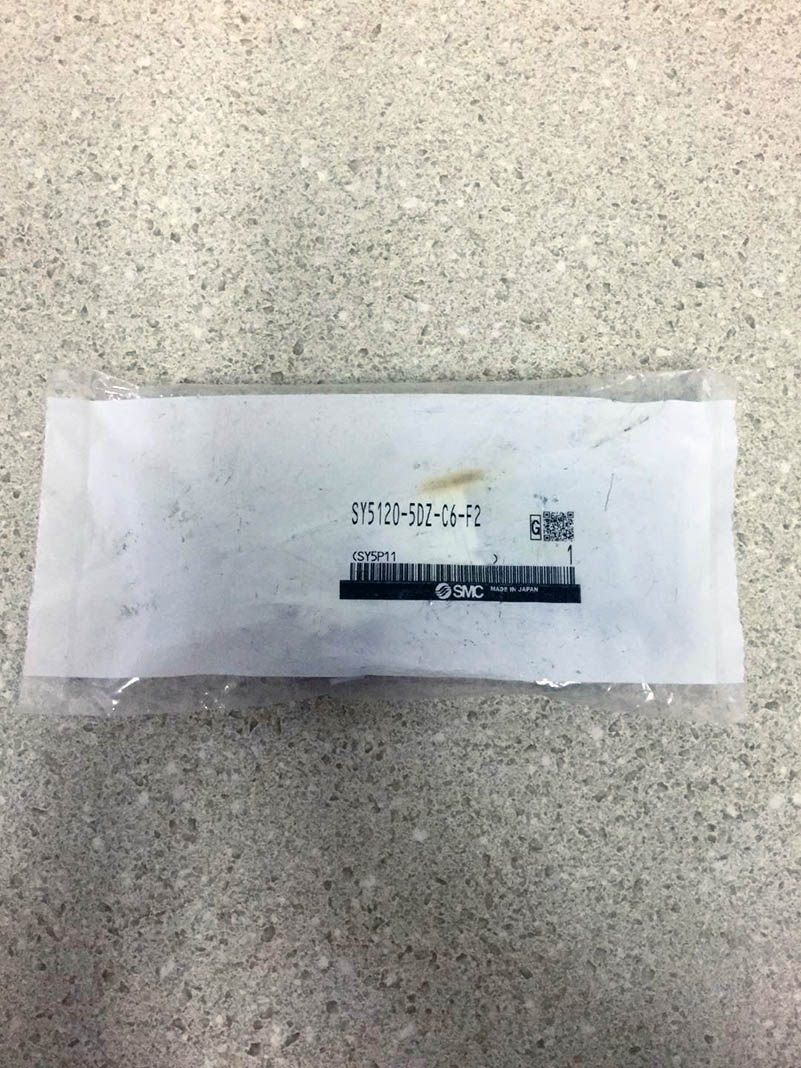 SY5120-5DZ-C6-F2
G
(SY5P11 ) 1
SMC MADE IN JAPAN